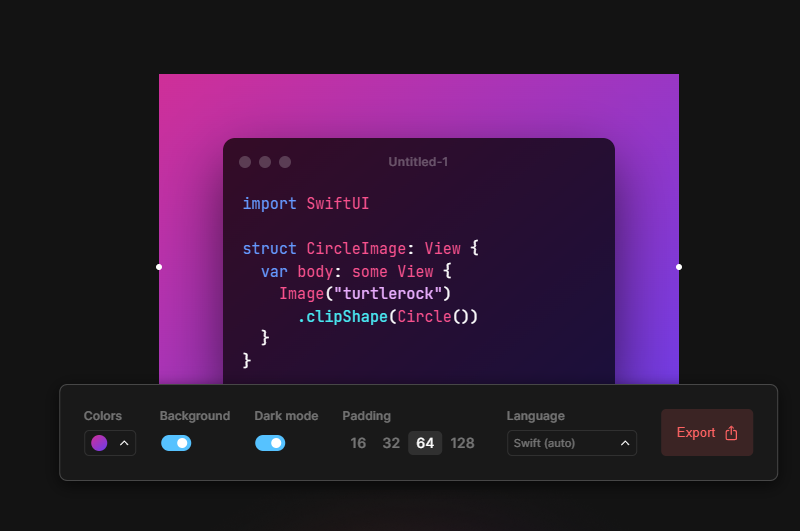 Untitled-1
import SwiftUI
struct CircleImage: View {
var body: some View {
Image("turtlerock")
.clipShape(Circle())
}
}
Colors Background Dark mode Padding Language
16 32 64 128 Swift (auto) Export